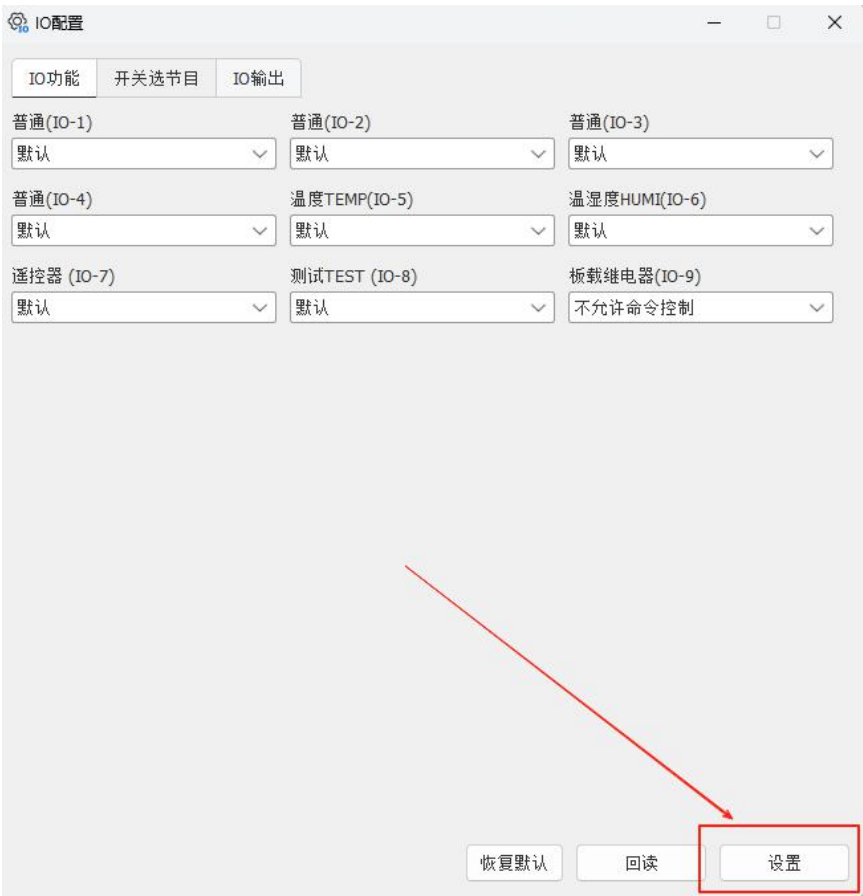 IO配置
IO功能 开关选节目 IO输出
普通(IO-1) 普通(IO-2) 普通(IO-3)
默认 默认 默认
普通(IO-4) 温度TEMP(IO-5) 温湿度HUMI(IO-6)
默认 默认 默认
遥控器 (IO-7) 测试TEST (IO-8) 板载继电器(IO-9)
默认 默认 不允许命令控制
恢复默认 回读 设置